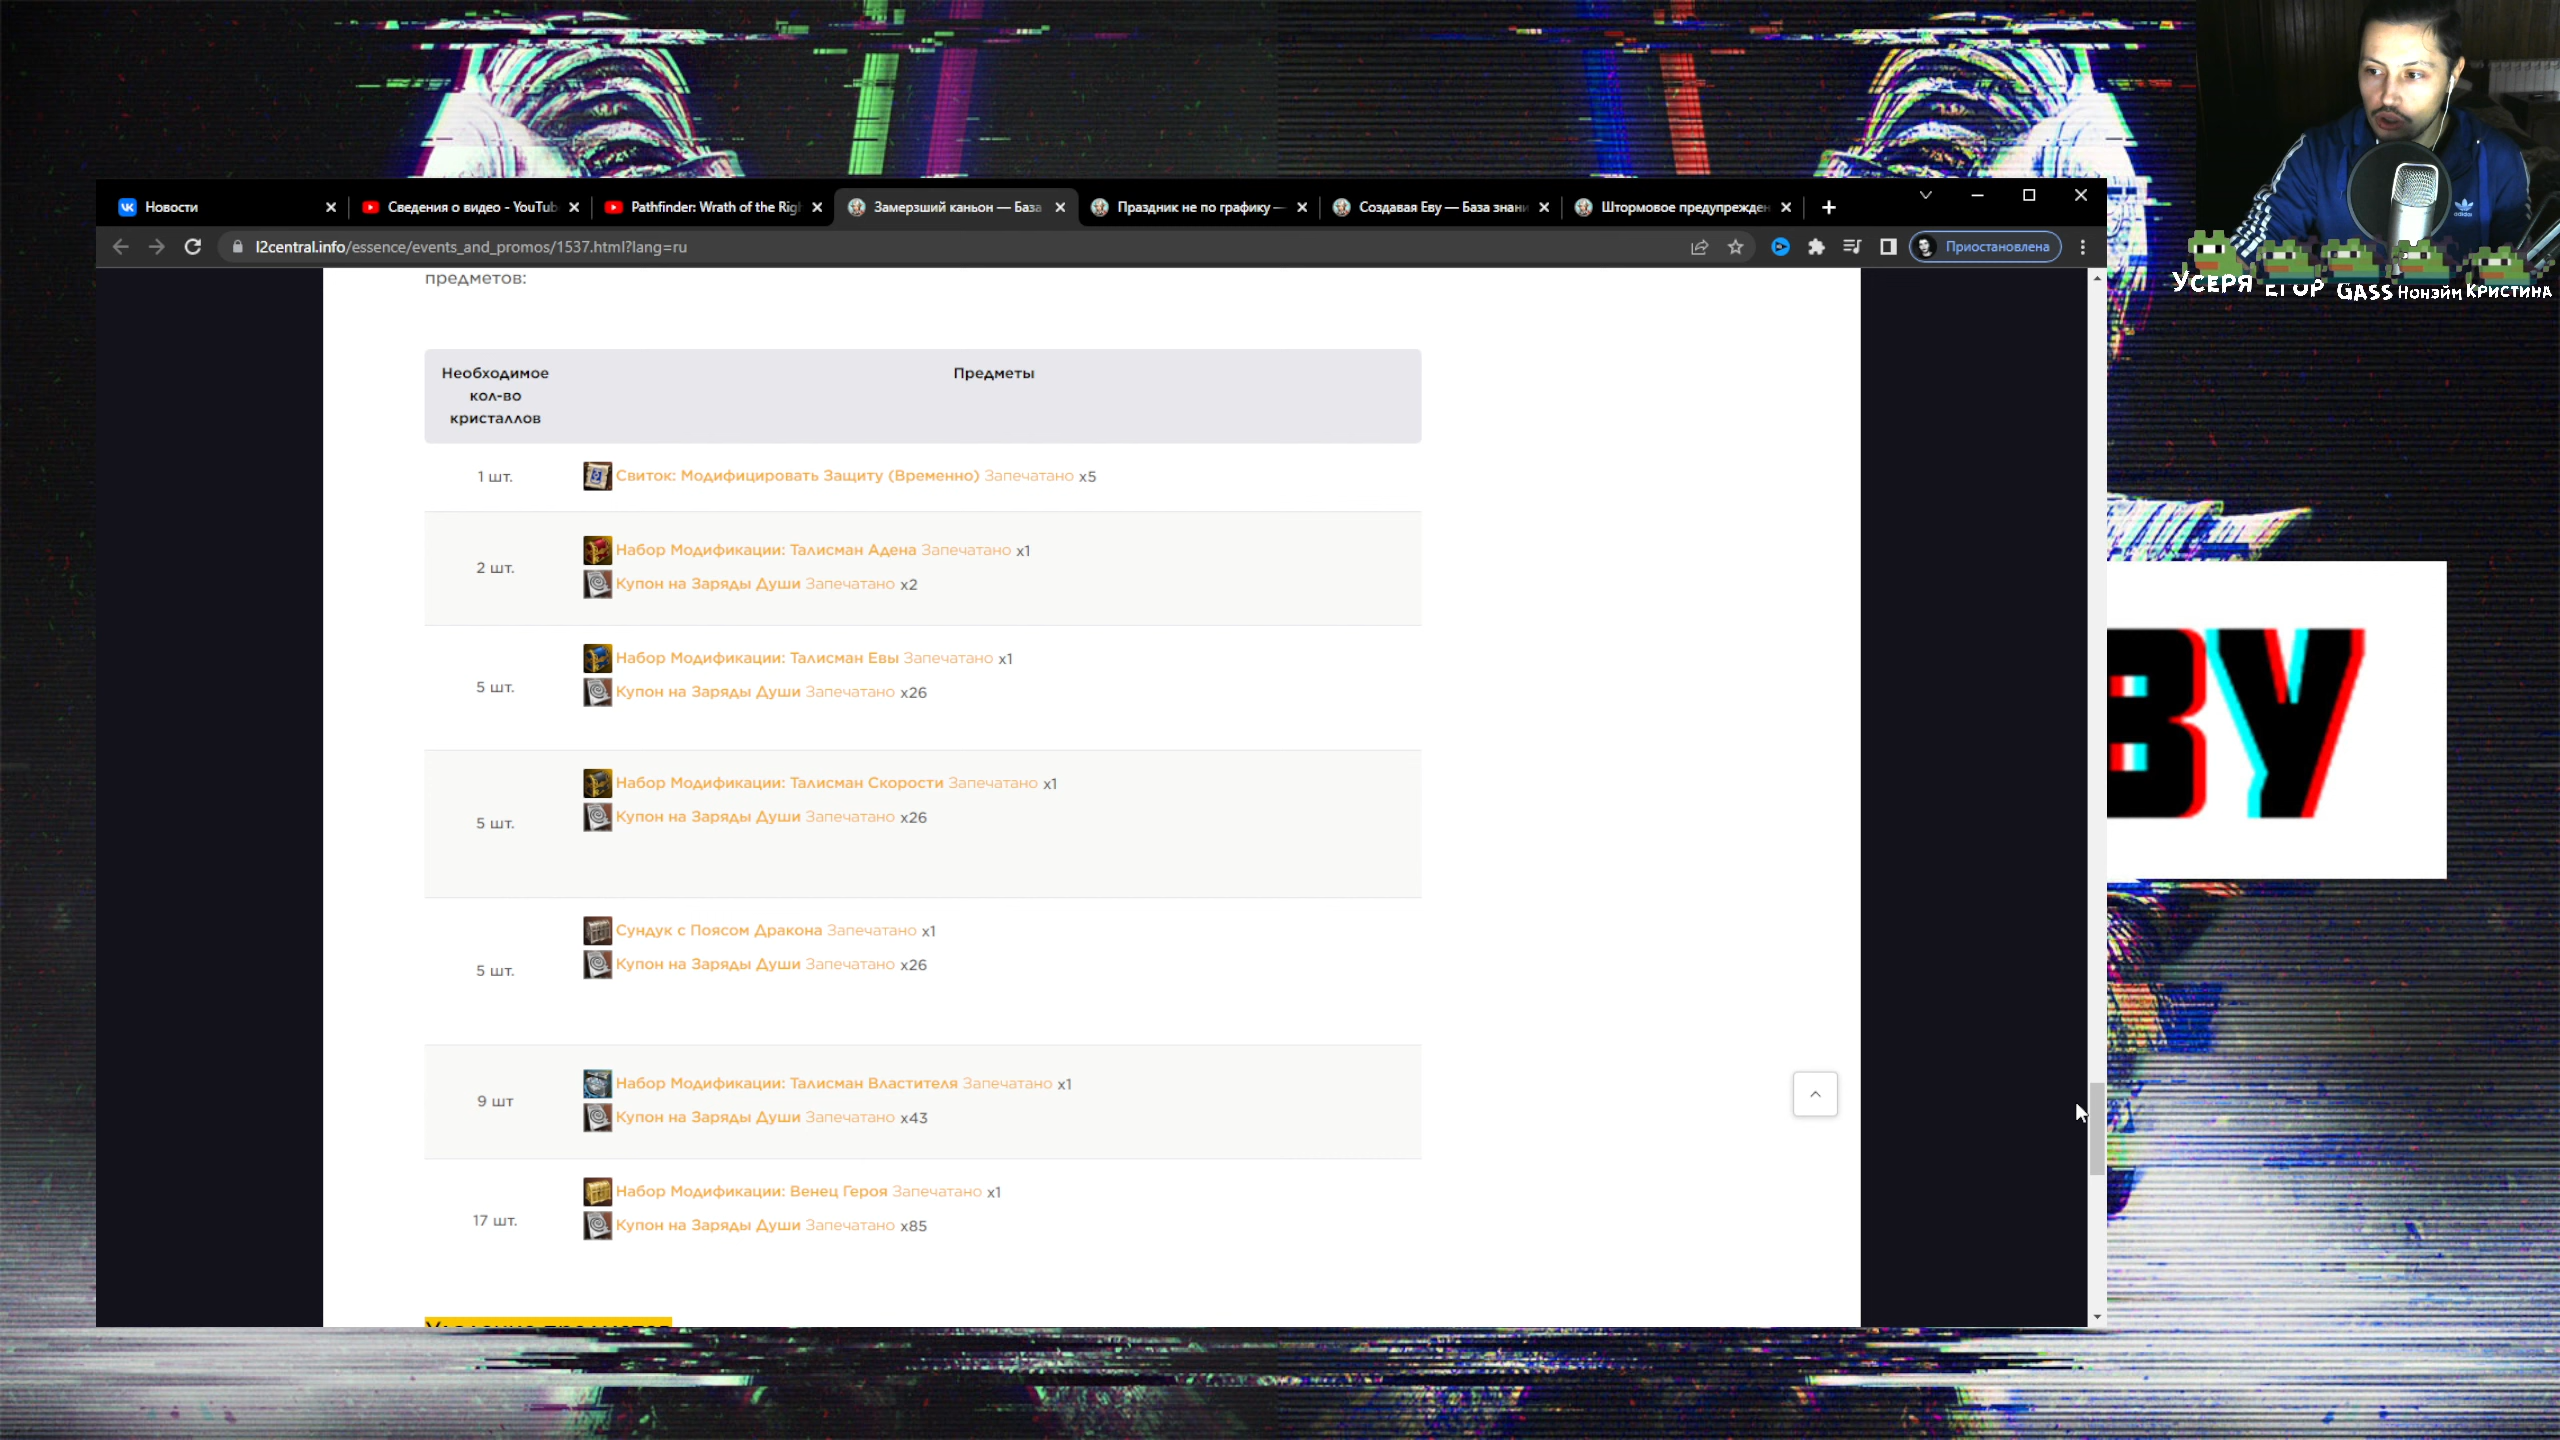 Новости
Сведения о видео - YouTub
Pathfinder: Wrath of the Rig
Замерзший каньон — База
Праздник не по графику —
Создавая Еву — База знан
Штормовое предупрежден
l2central.info/essence/events_and_promos/1537.html?lang=ru
Приостановлена
УСЕРЯ
ЕГОР
GASS
Нонэйм
КРИСТИНА
предметов:
Необходимое
кол-во
кристаллов
Предметы
1 шт.
Свиток: Модифицировать Защиту (Временно) Запечатано x5
2 шт.
Набор Модификации: Талисман Адена Запечатано x1
Купон на Заряды Души Запечатано x2
5 шт.
Набор Модификации: Талисман Евы Запечатано x1
Купон на Заряды Души Запечатано x26
5 шт.
Набор Модификации: Талисман Скорости Запечатано x1
Купон на Заряды Души Запечатано x26
5 шт.
Сундук с Поясом Дракона Запечатано x1
Купон на Заряды Души Запечатано x26
9 шт
Набор Модификации: Талисман Властителя Запечатано x1
Купон на Заряды Души Запечатано x43
17 шт.
Набор Модификации: Венец Героя Запечатано x1
Купон на Заряды Души Запечатано x85
BY